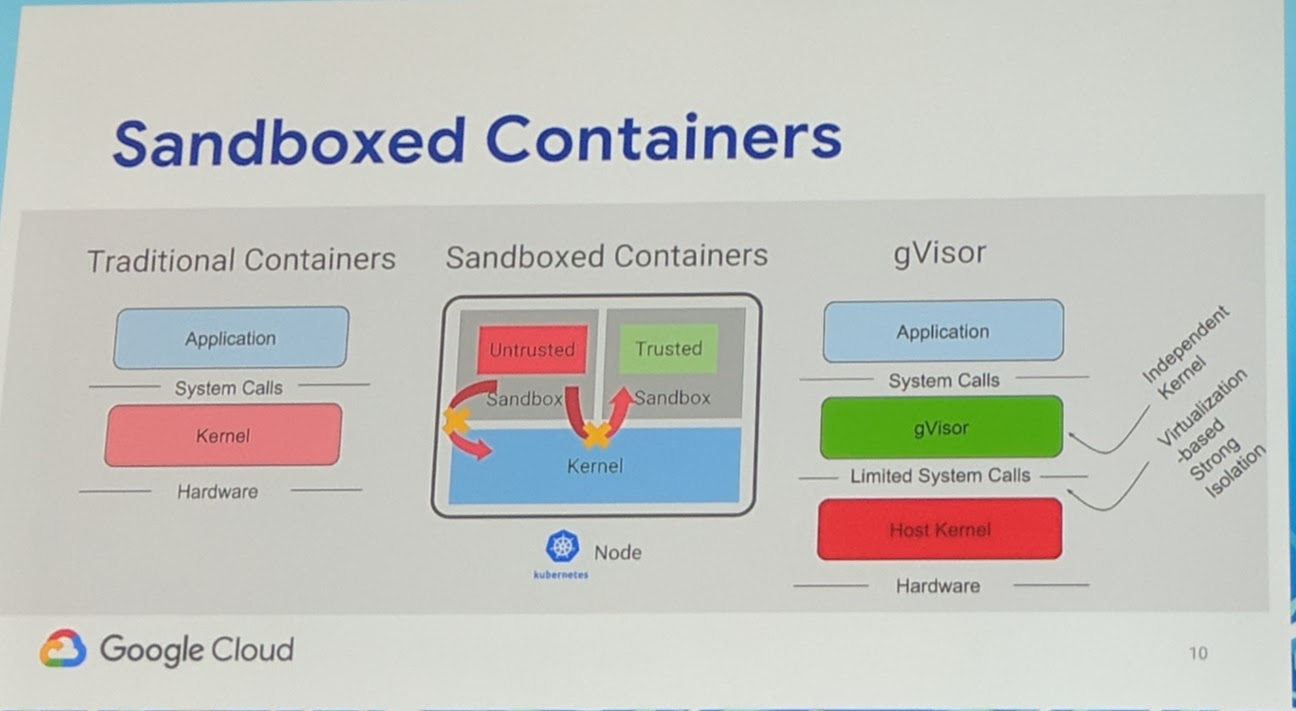 Sandboxed Containers
Traditional Containers
Application
System Calls
Kernel
Hardware
Sandboxed Containers
Untrusted
Trusted
Sandbox
Sandbox
Kernel
kubernetes
Node
gVisor
Application
System Calls
gVisor
Limited System Calls
Host Kernel
Hardware
Independent
Kernel
Virtualization
-based
Strong
Isolation
Google Cloud
10